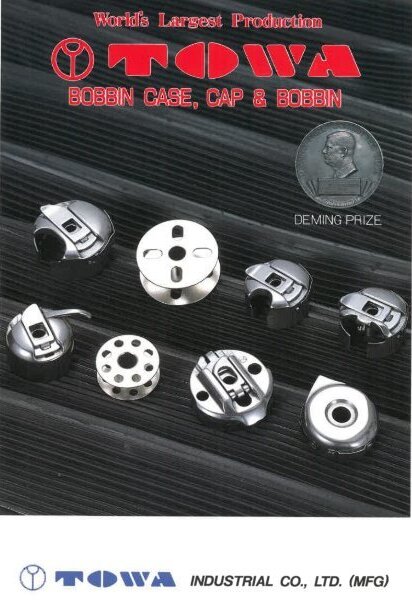 World's Largest Production
TOWA
BOBBIN CASE, CAP & BOBBIN
DEMING PRIZE
TOWA INDUSTRIAL CO., LTD. (MFG)